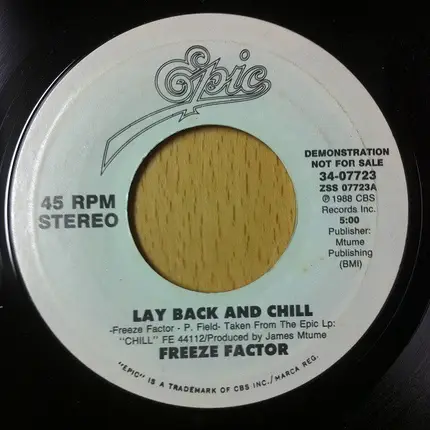 Epic
DEMONSTRATION
NOT FOR SALE
34-07723
ZSS 07723A
℗ 1988 CBS
Records Inc.
5:00
Publisher:
Mtume
Publishing
(BMI)
45 RPM
STEREO
LAY BACK AND CHILL
-Freeze Factor - P. Field- Taken From The Epic Lp:
"CHILL" FE 44112/Produced by James Mtume
FREEZE FACTOR
"EPIC" IS A TRADEMARK OF CBS INC./MARCA REG.